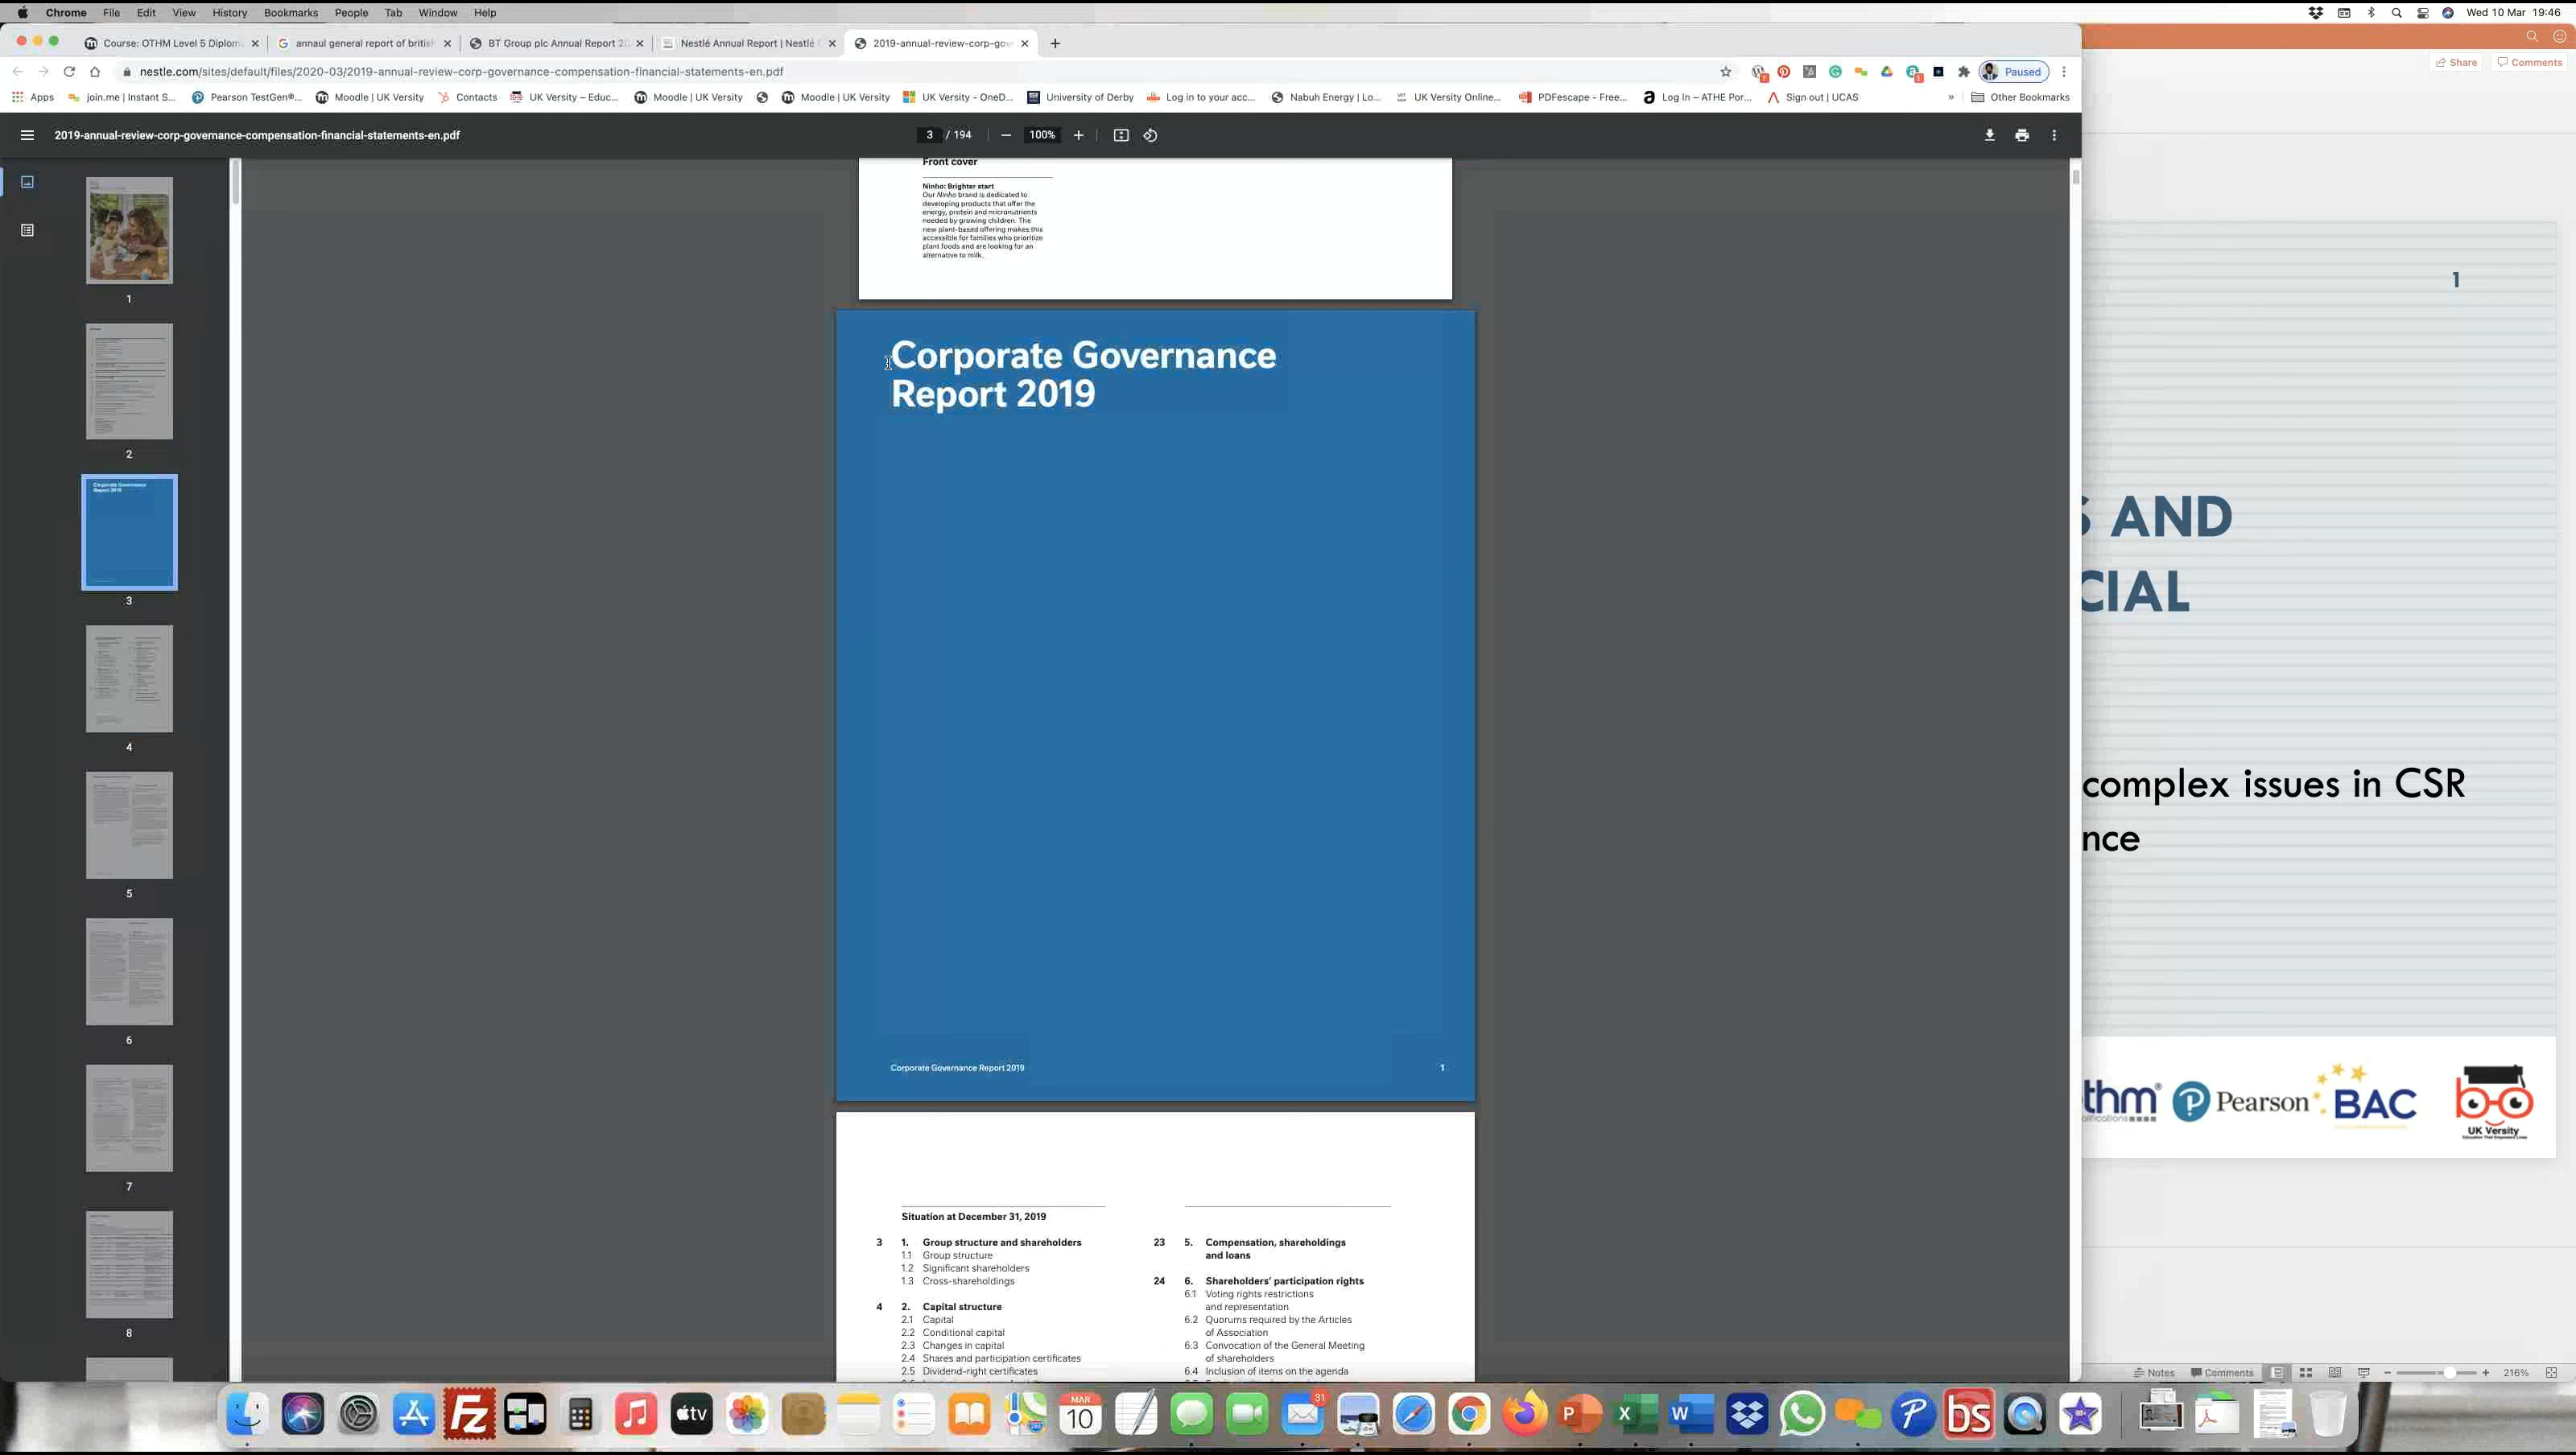 Chrome File Edit View History Bookmarks People Tab Window Help
Wed 10 Mar 19:46
Course: OTHM Level 5 Diplom
annaul general report of britis
BT Group plc Annual Report 20
Nestlé Annual Report | Nestlé
2019-annual-review-corp-gov
nestle.com/sites/default/files/2020-03/2019-annual-review-corp-governance-compensation-financial-statements-en.pdf
Paused
Share
Comments
Apps
join.me | Instant S...
Pearson TestGen®...
Moodle | UK Versity
Contacts
UK Versity – Educ...
Moodle | UK Versity
Moodle | UK Versity
UK Versity - OneD...
University of Derby
Log in to your acc...
Nabuh Energy | Lo...
UK Versity Online...
PDFescape - Free...
Log In – ATHE Por...
Sign out | UCAS
»
Other Bookmarks
2019-annual-review-corp-governance-compensation-financial-statements-en.pdf
3 / 194
100%
Front cover
Ninho: Brighter start
Our Ninho brand is dedicated to
developing products that offer the
energy, protein and micronutrients
needed by growing children. The
new plant-based offering makes this
accessible for families who prioritize
plant foods and are looking for an
alternative to milk.
1
2
Corporate Governance
Report 2019
3
4
5
6
7
8
Corporate Governance
Report 2019
Corporate Governance Report 2019
1
Situation at December 31, 2019
3 1. Group structure and shareholders
1.1 Group structure
1.2 Significant shareholders
1.3 Cross-shareholdings
4 2. Capital structure
2.1 Capital
2.2 Conditional capital
2.3 Changes in capital
2.4 Shares and participation certificates
2.5 Dividend-right certificates
23 5. Compensation, shareholdings
and loans
24 6. Shareholders' participation rights
6.1 Voting rights restrictions
and representation
6.2 Quorums required by the Articles
of Association
6.3 Convocation of the General Meeting
of shareholders
6.4 Inclusion of items on the agenda
1
S AND
CIAL
complex issues in CSR
nce
thm®
Pearson
BAC
UK Versity
Notes
Comments
216%
Fz
tv
MAR
10
31
P
X
W
P
bs